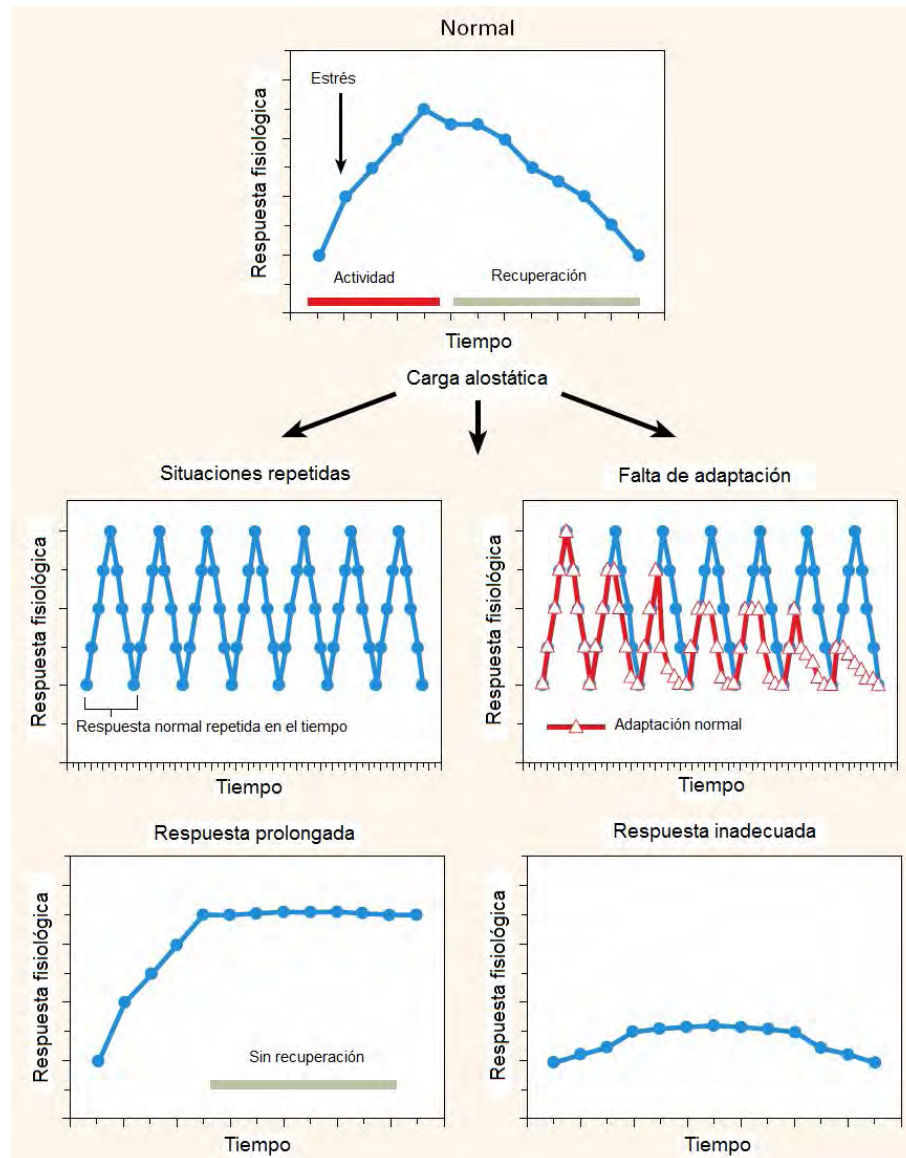 Normal
Estrés
Respuesta fisiológica
Actividad
Recuperación
Tiempo
Carga alostática
Situaciones repetidas
Respuesta fisiológica
Respuesta normal repetida en el tiempo
Tiempo
Falta de adaptación
Respuesta fisiológica
Adaptación normal
Tiempo
Respuesta prolongada
Respuesta fisiológica
Sin recuperación
Tiempo
Respuesta inadecuada
Respuesta fisiológica
Tiempo